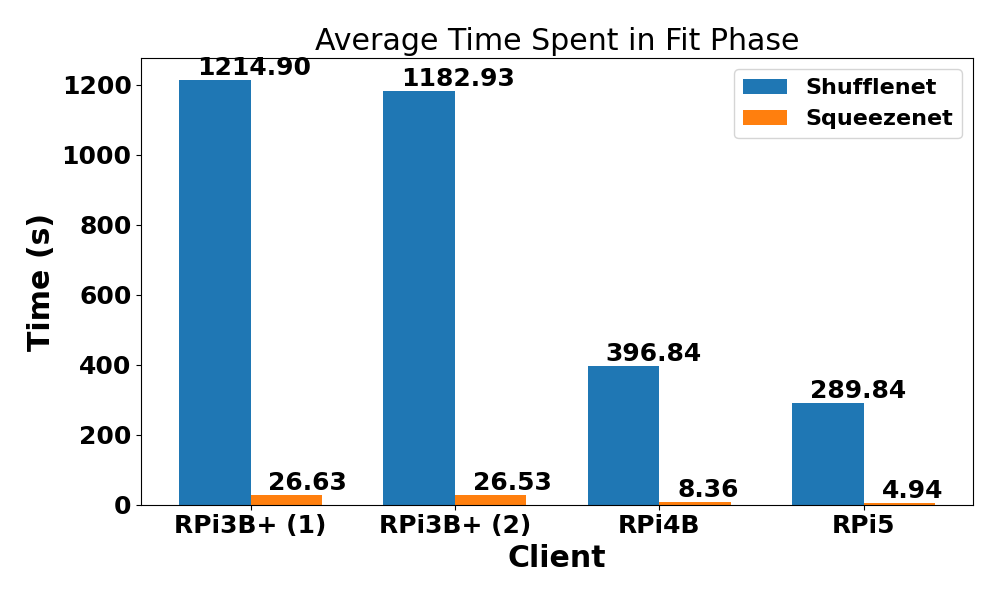 Average Time Spent in Fit Phase
1214.90
1182.93
396.84
289.84
26.63
26.53
8.36
4.94
Shufflenet
Squeezenet
1200
1000
800
600
400
200
0
Time (s)
RPi3B+ (1)
RPi3B+ (2)
RPi4B
RPi5
Client